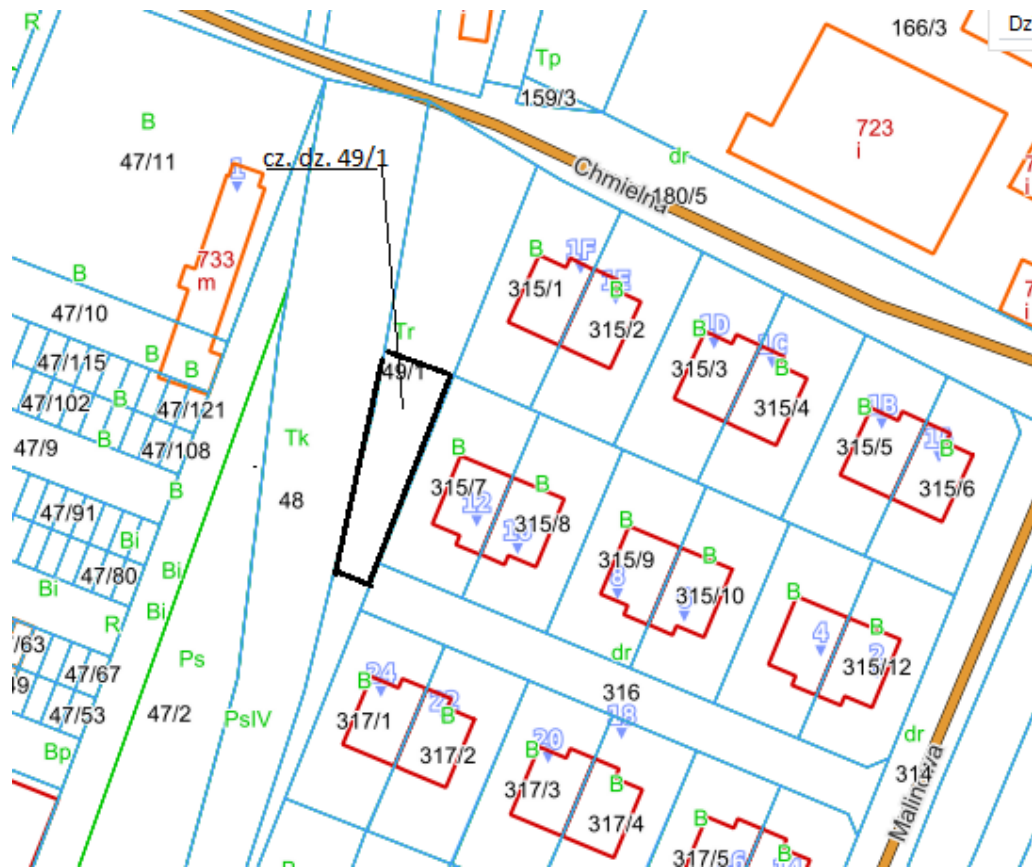 R
166/3
Dz
Tp
159/3
B
47/11
723
i
dr
cz. dz. 49/1
1
Chmielna
180/5
733
m
B
47/10
B
1F
315/1
1E
B
315/2
Tr
B
1D
315/3
1C
B
315/4
49/1
B
47/115
B
47/102
B
47/121
B
47/9
47/108
B
1B
315/5
B
315/6
Tk
48
B
315/7
12
B
315/8
10
B
47/91
Bi
47/80
Bi
Bi
Bi
B
315/9
8
B
315/10
B
4
B
2
315/12
R
/63
47/67
Ps
47/53
47/2
PsIV
Bp
dr
316
18
B
24
317/1
22
B
317/2
B
20
317/3
B
317/4
dr
314
Malinowa
B
317/5
B